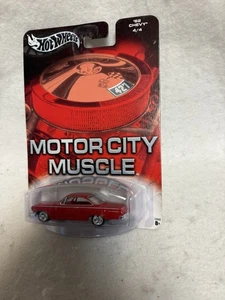 HOT WHEELS
'62
CHEVY
4/4
427
MOTOR CITY
MUSCLE